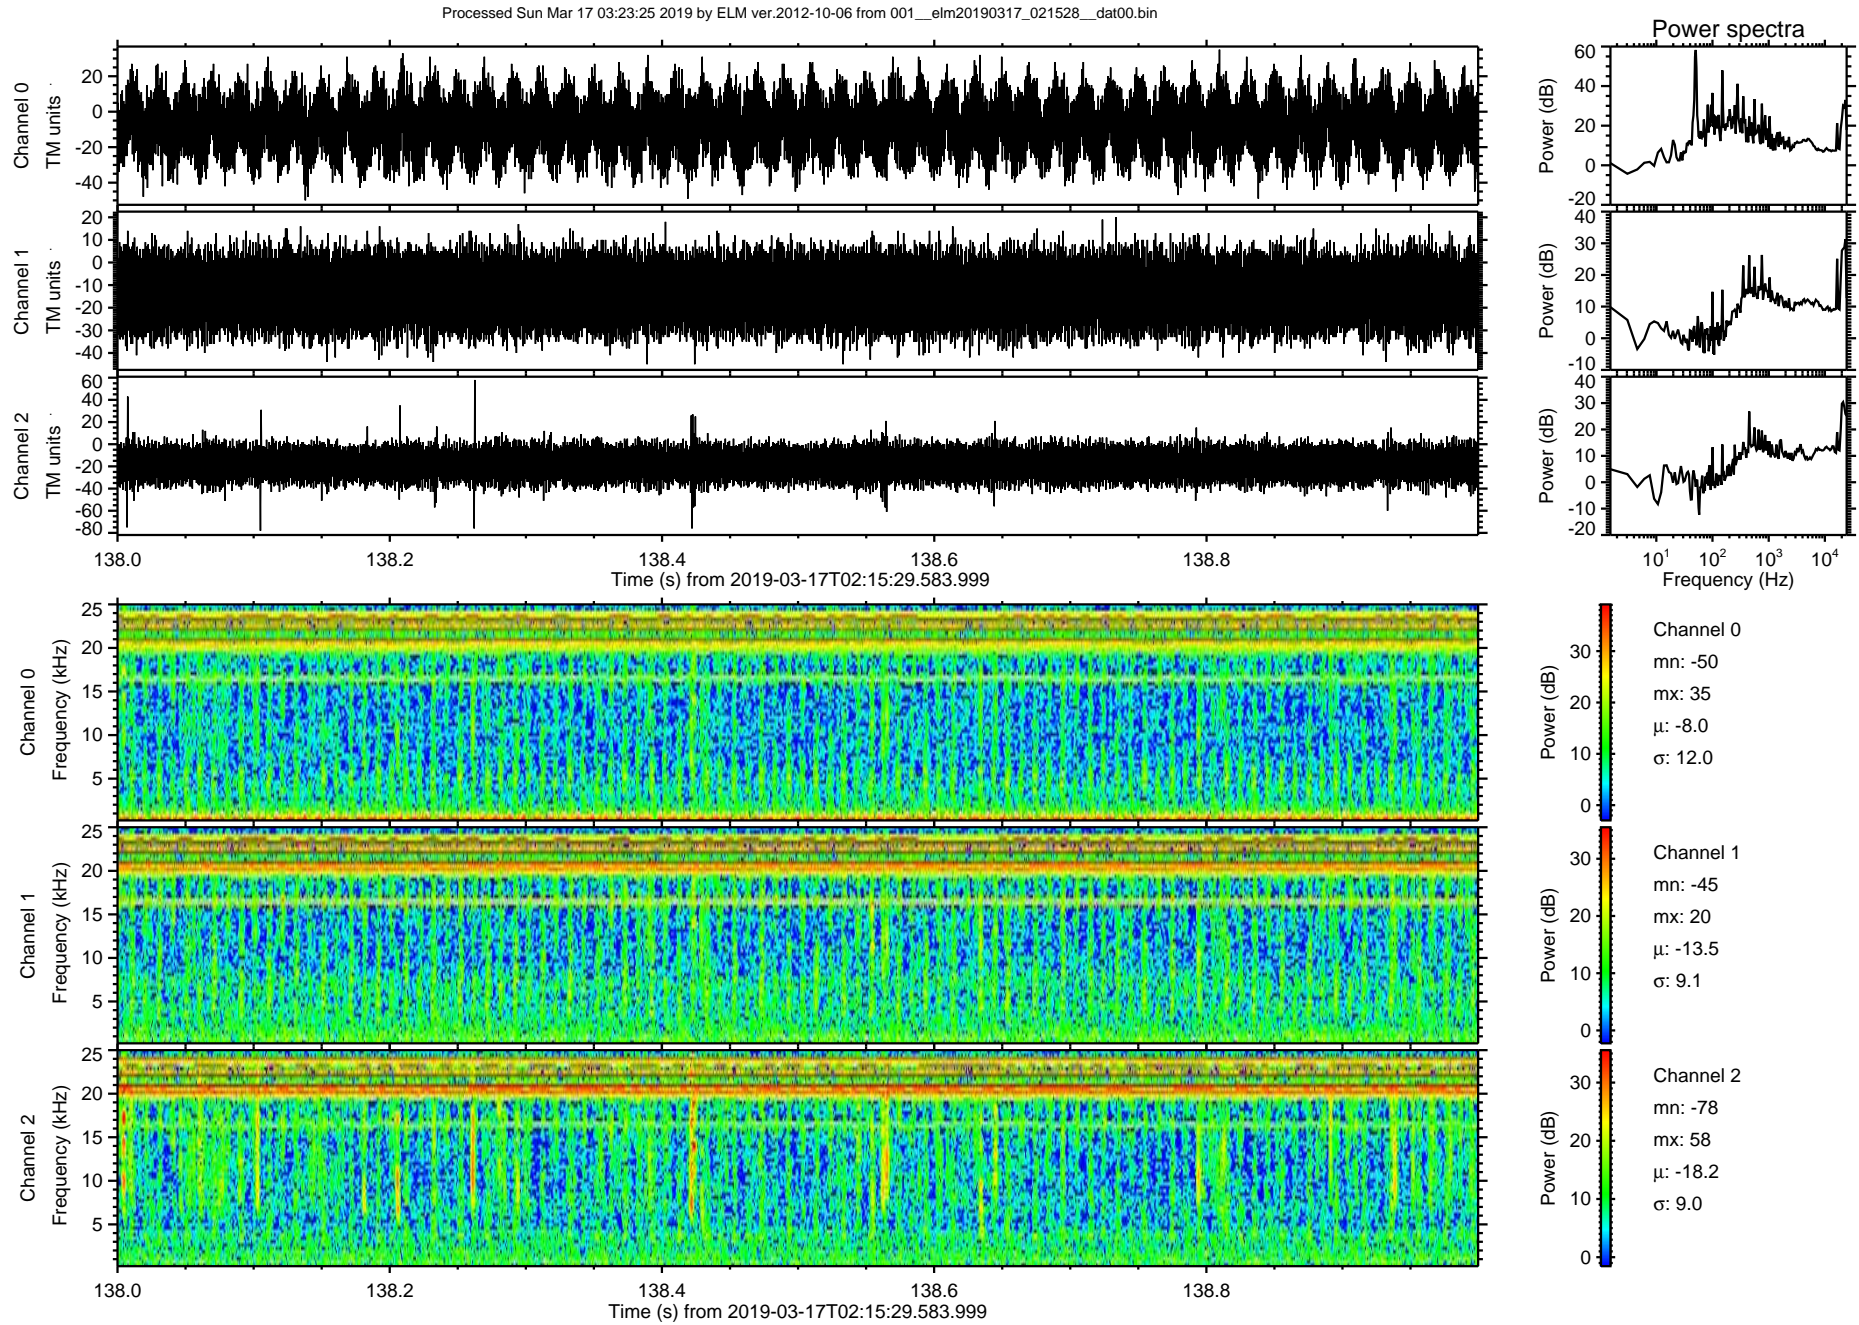 Processed Sun Mar 17 03:23:25 2019 by ELM ver.2012-10-06 from 001__elm20190317_021528__dat00.bin
Power spectra
Channel 0
TM units
20
0
-20
-40
Power (dB)
60
40
20
0
-20
Channel 1
TM units
20
10
0
-10
-20
-30
-40
Power (dB)
40
30
20
10
0
-10
Channel 2
TM units
60
40
20
0
-20
-40
-60
-80
Power (dB)
40
30
20
10
0
-10
-20
138.0 138.2 138.4 138.6 138.8
Time (s) from 2019-03-17T02:15:29.583.999
10^1 10^2 10^3 10^4
Frequency (Hz)
Channel 0
Frequency (kHz)
25
20
15
10
5
Power (dB)
30
20
10
0
Channel 0
mn: -50
mx: 35
μ: -8.0
σ: 12.0
Channel 1
Frequency (kHz)
25
20
15
10
5
Power (dB)
30
20
10
0
Channel 1
mn: -45
mx: 20
μ: -13.5
σ: 9.1
Channel 2
Frequency (kHz)
25
20
15
10
5
Power (dB)
30
20
10
0
Channel 2
mn: -78
mx: 58
μ: -18.2
σ: 9.0
138.0 138.2 138.4 138.6 138.8
Time (s) from 2019-03-17T02:15:29.583.999